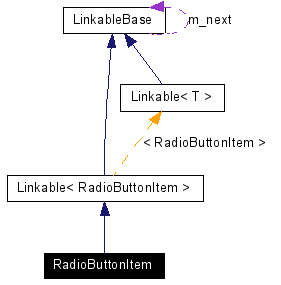 LinkableBase
m_next
Linkable< T >
< RadioButtonItem >
Linkable< RadioButtonItem >
RadioButtonItem